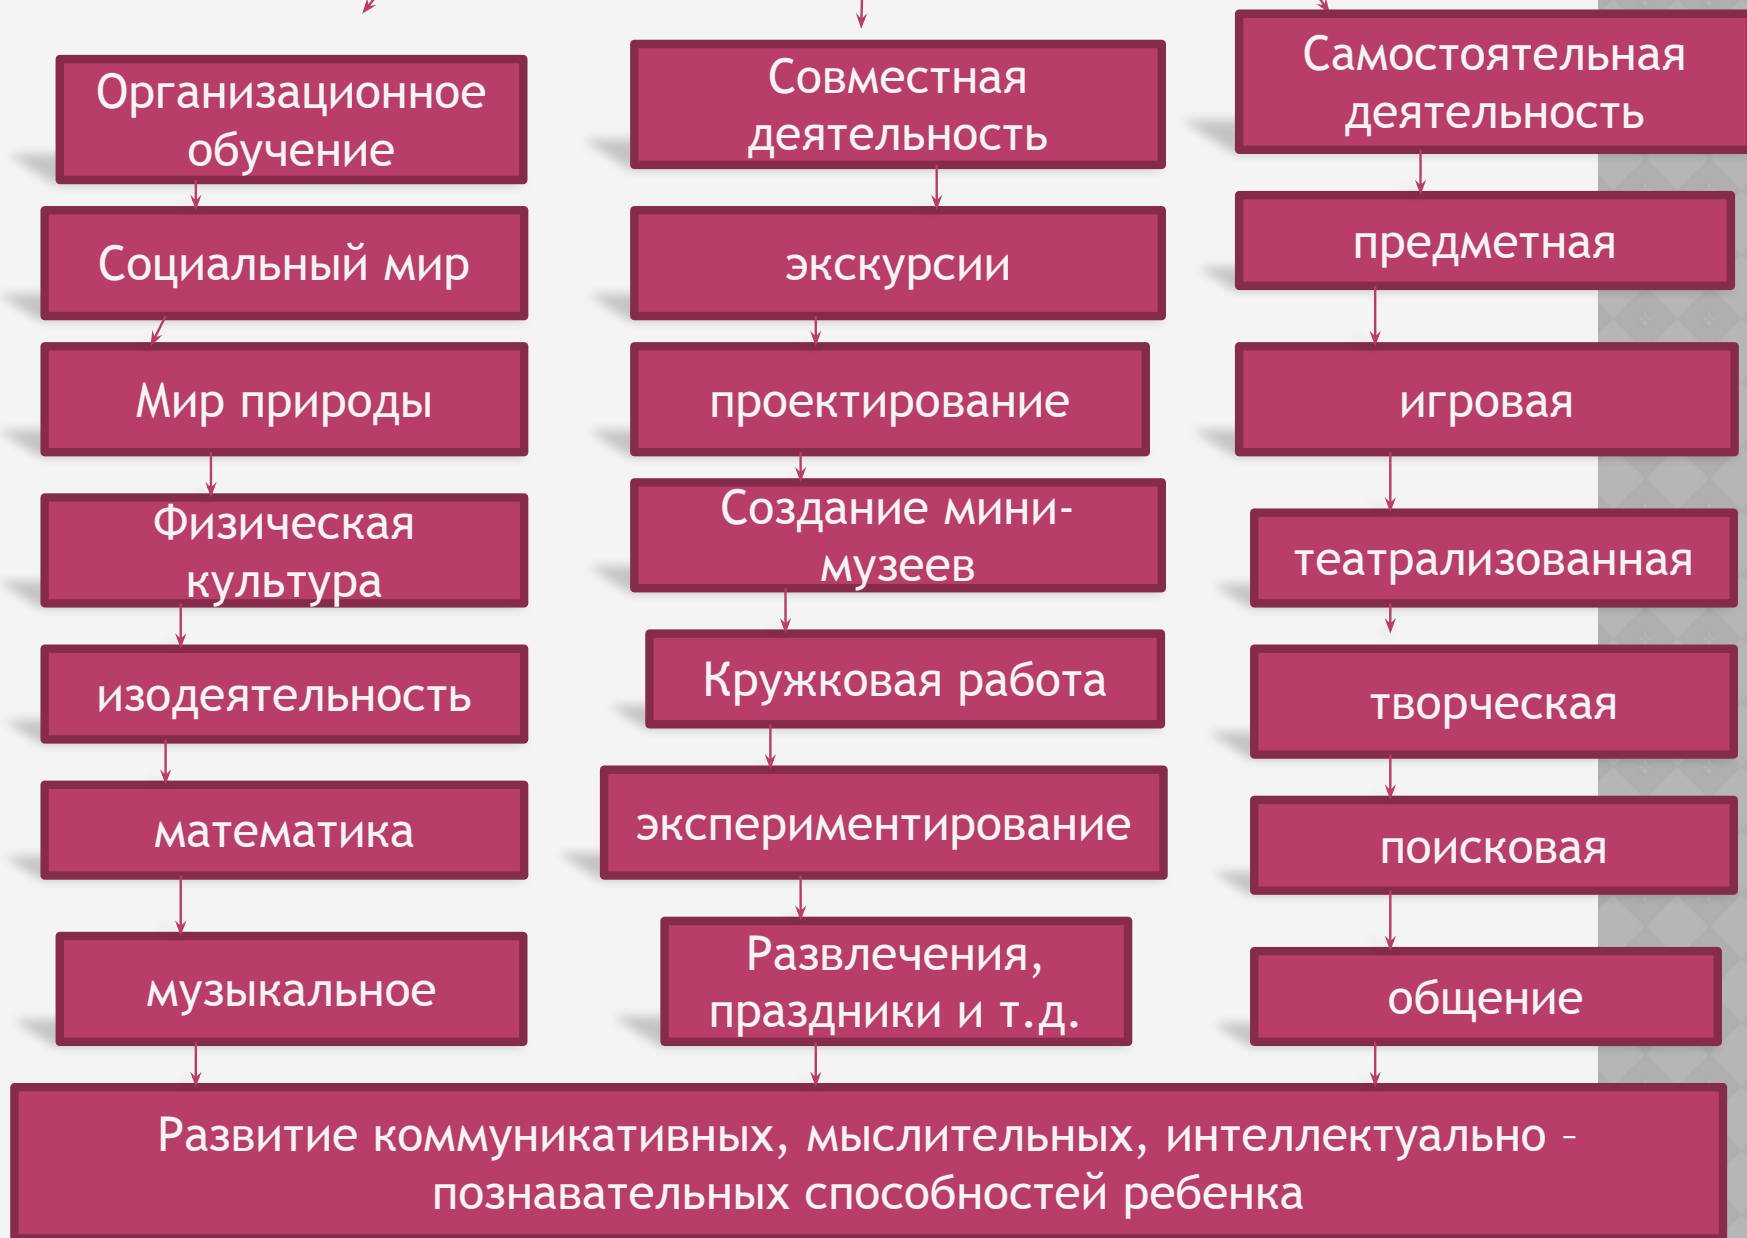 Организационное
обучение
Социальный мир
Мир природы
Физическая
культура
изодеятельность
математика
музыкальное
Совместная
деятельность
экскурсии
проектирование
Создание мини-
музеев
Кружковая работа
экспериментирование
Развлечения,
праздники и т.д.
Самостоятельная
деятельность
предметная
игровая
театрализованная
творческая
поисковая
общение
Развитие коммуникативных, мыслительных, интеллектуально –
познавательных способностей ребенка